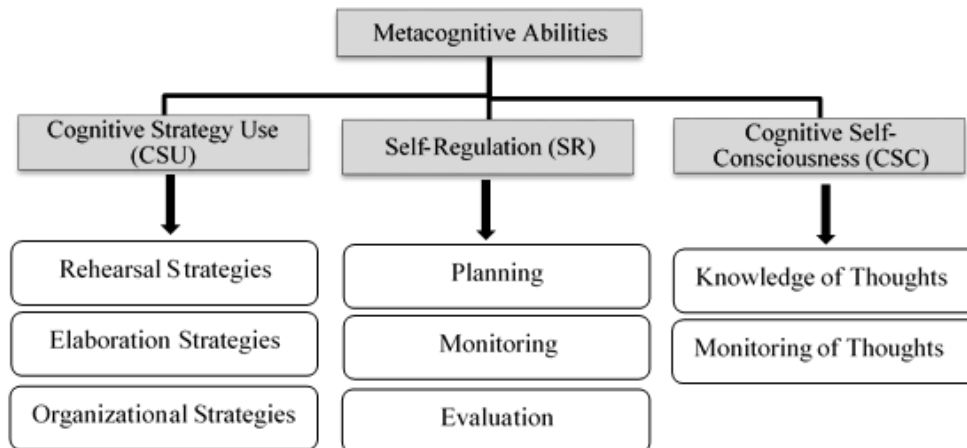 Metacognitive Abilities
Cognitive Strategy Use
(CSU)
Self-Regulation (SR)
Cognitive Self-
Consciousness (CSC)
Rehearsal Strategies
Elaboration Strategies
Organizational Strategies
Planning
Monitoring
Evaluation
Knowledge of Thoughts
Monitoring of Thoughts